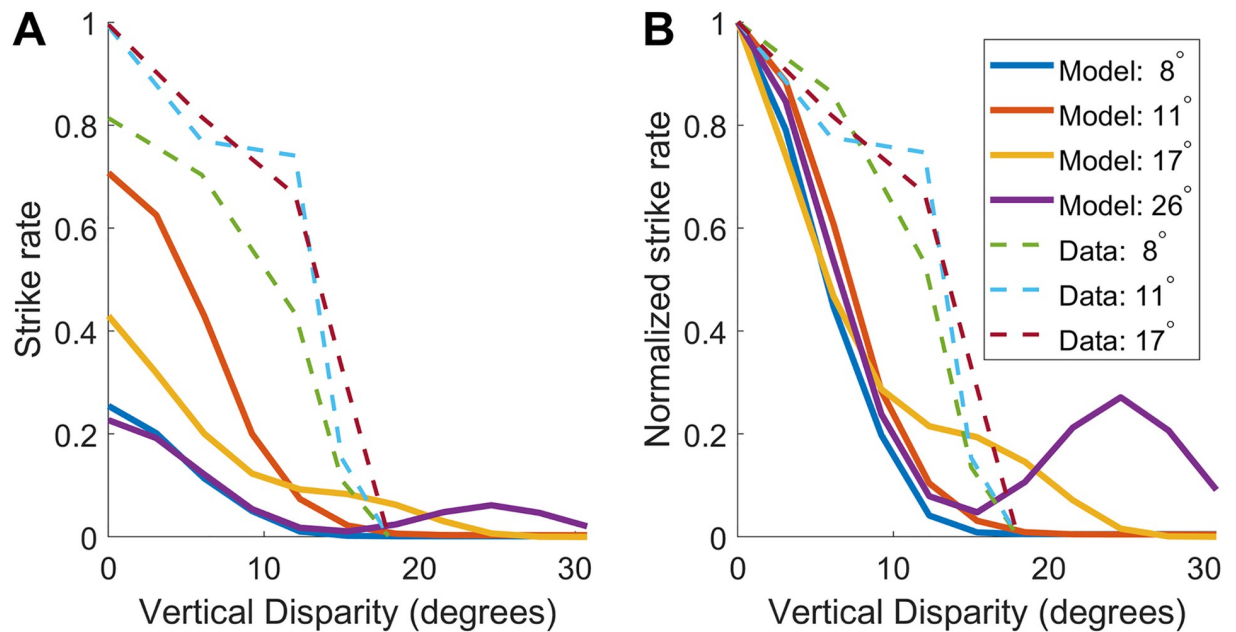 A
Strike rate
1
0.8
0.6
0.4
0.2
0
0
10
20
30
Vertical Disparity (degrees)
B
Normalized strike rate
1
0.8
0.6
0.4
0.2
0
0
10
20
30
Vertical Disparity (degrees)
Model: 8°
Model: 11°
Model: 17°
Model: 26°
Data: 8°
Data: 11°
Data: 17°